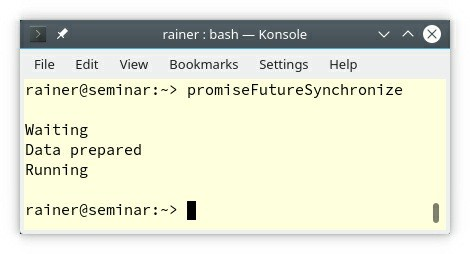 rainer : bash — Konsole
File Edit View Bookmarks Settings Help
rainer@seminar:~> promiseFutureSynchronize
Waiting
Data prepared
Running
rainer@seminar:~>